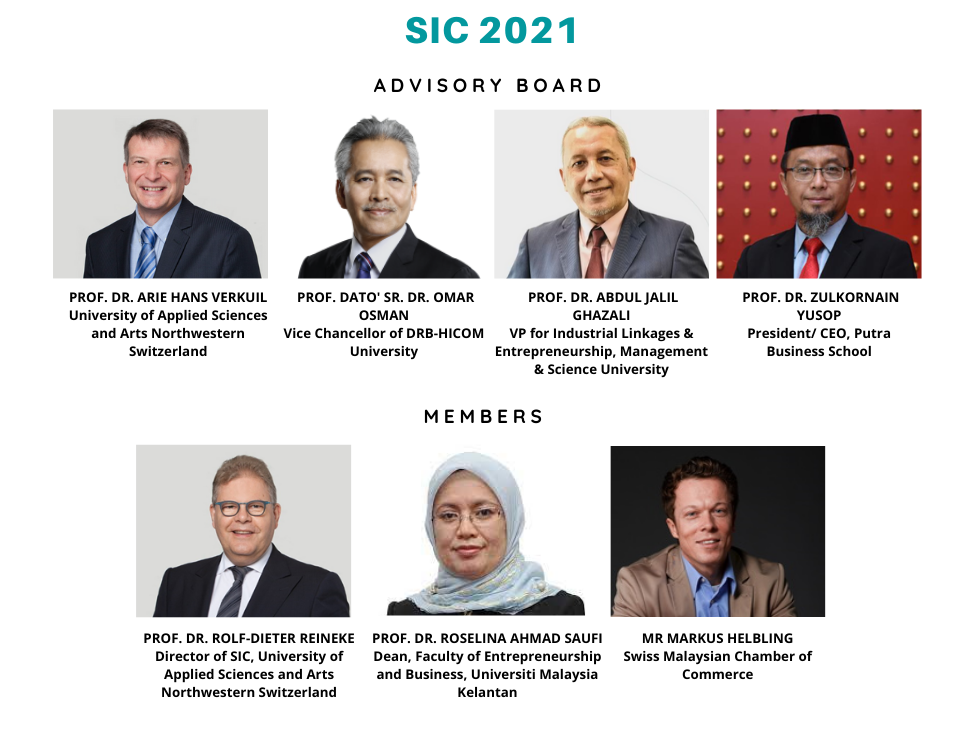 SIC 2021
ADVISORY BOARD
PROF. DR. ARIE HANS VERKUIL
University of Applied Sciences
and Arts Northwestern
Switzerland
PROF. DATO' SR. DR. OMAR
OSMAN
Vice Chancellor of DRB-HICOM
University
PROF. DR. ABDUL JALIL
GHAZALI
VP for Industrial Linkages &
Entrepreneurship, Management
& Science University
PROF. DR. ZULKORNAIN
YUSOP
President/ CEO, Putra
Business School
MEMBERS
PROF. DR. ROLF-DIETER REINEKE
Director of SIC, University of
Applied Sciences and Arts
Northwestern Switzerland
PROF. DR. ROSELINA AHMAD SAUFI
Dean, Faculty of Entrepreneurship
and Business, Universiti Malaysia
Kelantan
MR MARKUS HELBLING
Swiss Malaysian Chamber of
Commerce